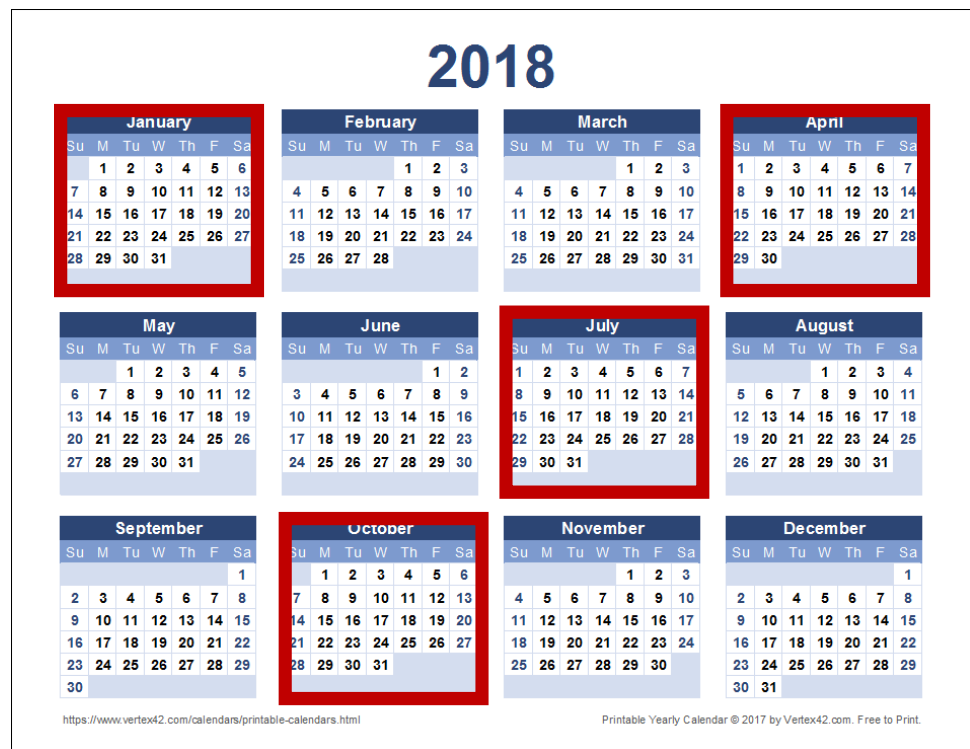 2018
January
Su M Tu W Th F Sa
1 2 3 4 5 6
7 8 9 10 11 12 13
14 15 16 17 18 19 20
21 22 23 24 25 26 27
28 29 30 31
February
Su M Tu W Th F Sa
1 2 3
4 5 6 7 8 9 10
11 12 13 14 15 16 17
18 19 20 21 22 23 24
25 26 27 28
March
Su M Tu W Th F Sa
1 2 3
4 5 6 7 8 9 10
11 12 13 14 15 16 17
18 19 20 21 22 23 24
25 26 27 28 29 30 31
April
Su M Tu W Th F Sa
1 2 3 4 5 6 7
8 9 10 11 12 13 14
15 16 17 18 19 20 21
22 23 24 25 26 27 28
29 30
May
Su M Tu W Th F Sa
1 2 3 4 5
6 7 8 9 10 11 12
13 14 15 16 17 18 19
20 21 22 23 24 25 26
27 28 29 30 31
June
Su M Tu W Th F Sa
1 2
3 4 5 6 7 8 9
10 11 12 13 14 15 16
17 18 19 20 21 22 23
24 25 26 27 28 29 30
July
Su M Tu W Th F Sa
1 2 3 4 5 6 7
8 9 10 11 12 13 14
15 16 17 18 19 20 21
22 23 24 25 26 27 28
29 30 31
August
Su M Tu W Th F Sa
1 2 3 4
5 6 7 8 9 10 11
12 13 14 15 16 17 18
19 20 21 22 23 24 25
26 27 28 29 30 31
September
Su M Tu W Th F Sa
1
2 3 4 5 6 7 8
9 10 11 12 13 14 15
16 17 18 19 20 21 22
23 24 25 26 27 28 29
30
October
Su M Tu W Th F Sa
1 2 3 4 5 6
7 8 9 10 11 12 13
14 15 16 17 18 19 20
21 22 23 24 25 26 27
28 29 30 31
November
Su M Tu W Th F Sa
1 2 3
4 5 6 7 8 9 10
11 12 13 14 15 16 17
18 19 20 21 22 23 24
25 26 27 28 29 30
December
Su M Tu W Th F Sa
1
2 3 4 5 6 7 8
9 10 11 12 13 14 15
16 17 18 19 20 21 22
23 24 25 26 27 28 29
30 31
https://www.vertex42.com/calendars/printable-calendars.html
Printable Yearly Calendar © 2017 by Vertex42.com. Free to Print.